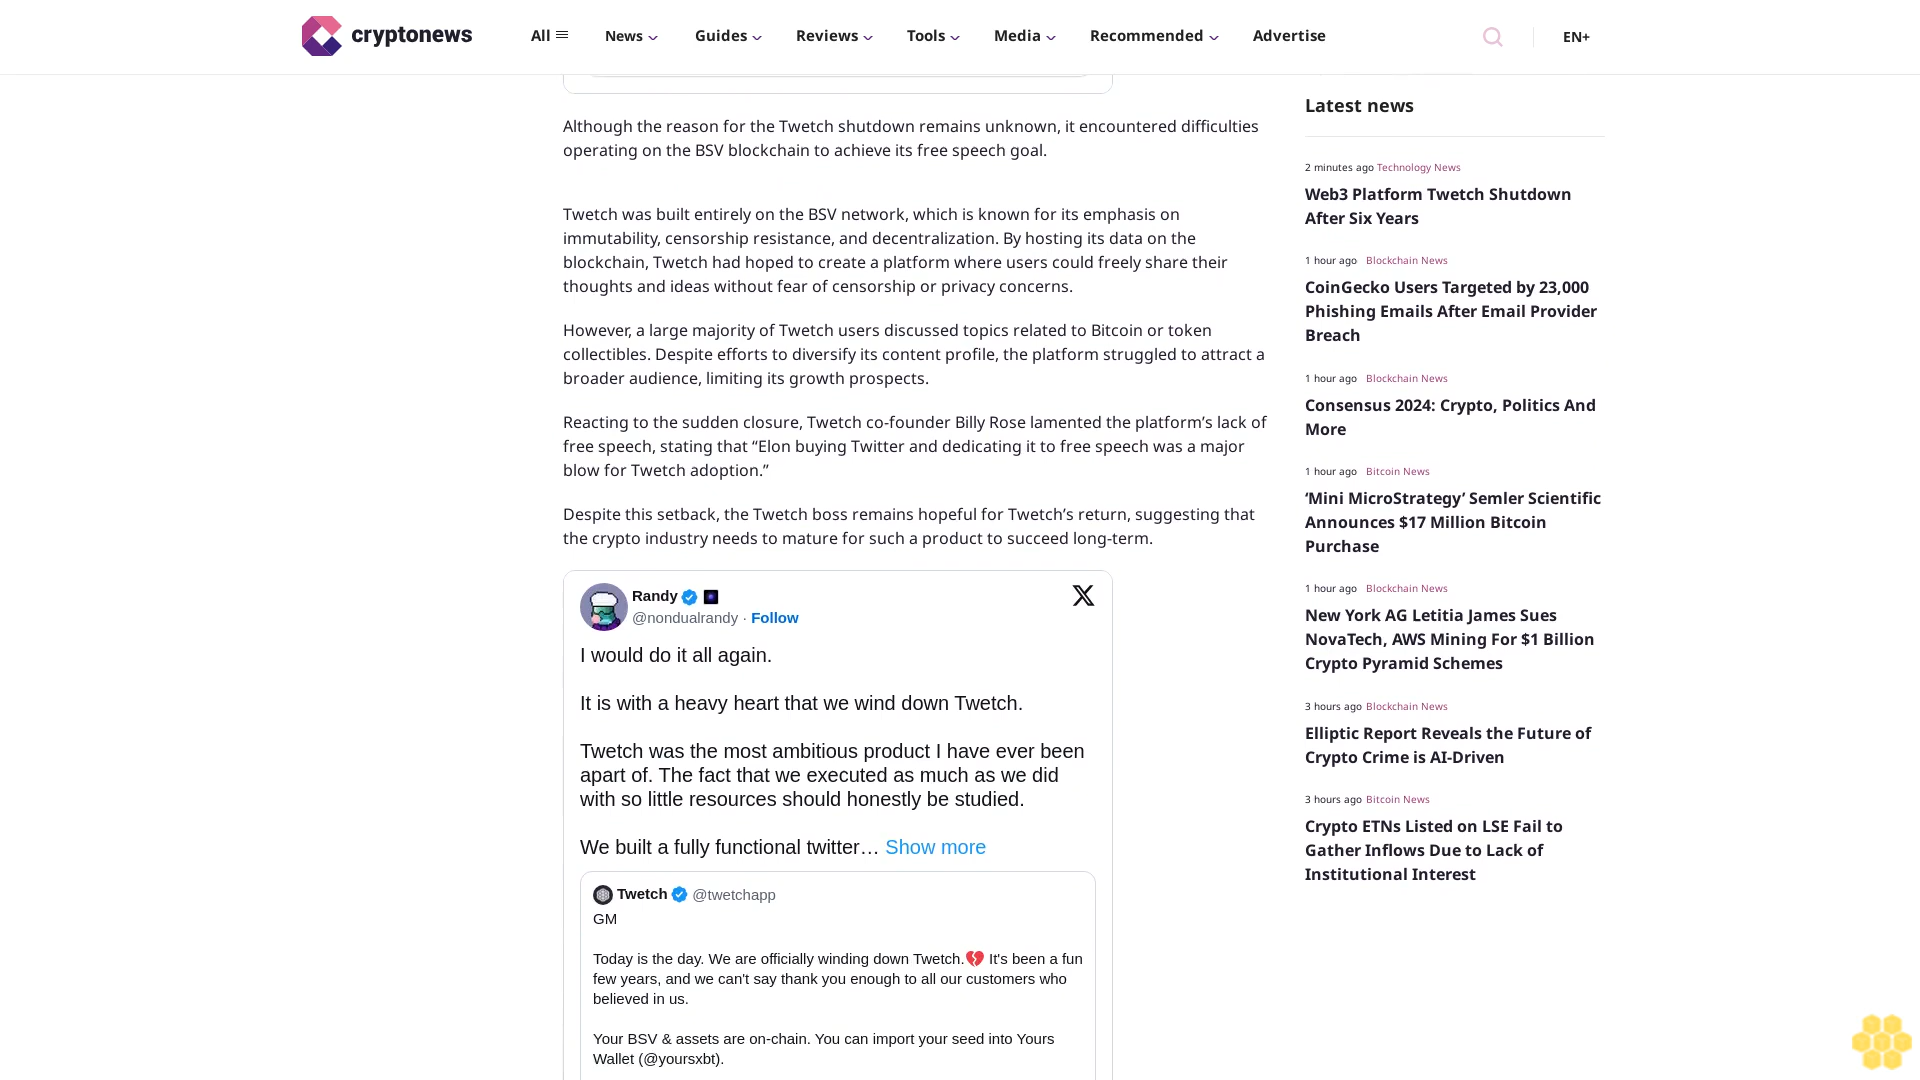 cryptonews
All
News
Guides
Reviews
Tools
Media
Recommended
Advertise
EN+
Although the reason for the Twetch shutdown remains unknown, it encountered difficulties
operating on the BSV blockchain to achieve its free speech goal.
Twetch was built entirely on the BSV network, which is known for its emphasis on
immutability, censorship resistance, and decentralization. By hosting its data on the
blockchain, Twetch had hoped to create a platform where users could freely share their
thoughts and ideas without fear of censorship or privacy concerns.
However, a large majority of Twetch users discussed topics related to Bitcoin or token
collectibles. Despite efforts to diversify its content profile, the platform struggled to attract a
broader audience, limiting its growth prospects.
Reacting to the sudden closure, Twetch co-founder Billy Rose lamented the platform’s lack of
free speech, stating that “Elon buying Twitter and dedicating it to free speech was a major
blow for Twetch adoption.”
Despite this setback, the Twetch boss remains hopeful for Twetch’s return, suggesting that
the crypto industry needs to mature for such a product to succeed long-term.
Randy
@nondualrandy · Follow
I would do it all again.
It is with a heavy heart that we wind down Twetch.
Twetch was the most ambitious product I have ever been
apart of. The fact that we executed as much as we did
with so little resources should honestly be studied.
We built a fully functional twitter… Show more
Twetch @twetchapp
GM
Today is the day. We are officially winding down Twetch.💔 It's been a fun
few years, and we can't say thank you enough to all our customers who
believed in us.
Your BSV & assets are on-chain. You can import your seed into Yours
Wallet (@yoursxbt).
Latest news
2 minutes ago Technology News
Web3 Platform Twetch Shutdown
After Six Years
1 hour ago Blockchain News
CoinGecko Users Targeted by 23,000
Phishing Emails After Email Provider
Breach
1 hour ago Blockchain News
Consensus 2024: Crypto, Politics And
More
1 hour ago Bitcoin News
‘Mini MicroStrategy’ Semler Scientific
Announces $17 Million Bitcoin
Purchase
1 hour ago Blockchain News
New York AG Letitia James Sues
NovaTech, AWS Mining For $1 Billion
Crypto Pyramid Schemes
3 hours ago Blockchain News
Elliptic Report Reveals the Future of
Crypto Crime is AI-Driven
3 hours ago Bitcoin News
Crypto ETNs Listed on LSE Fail to
Gather Inflows Due to Lack of
Institutional Interest